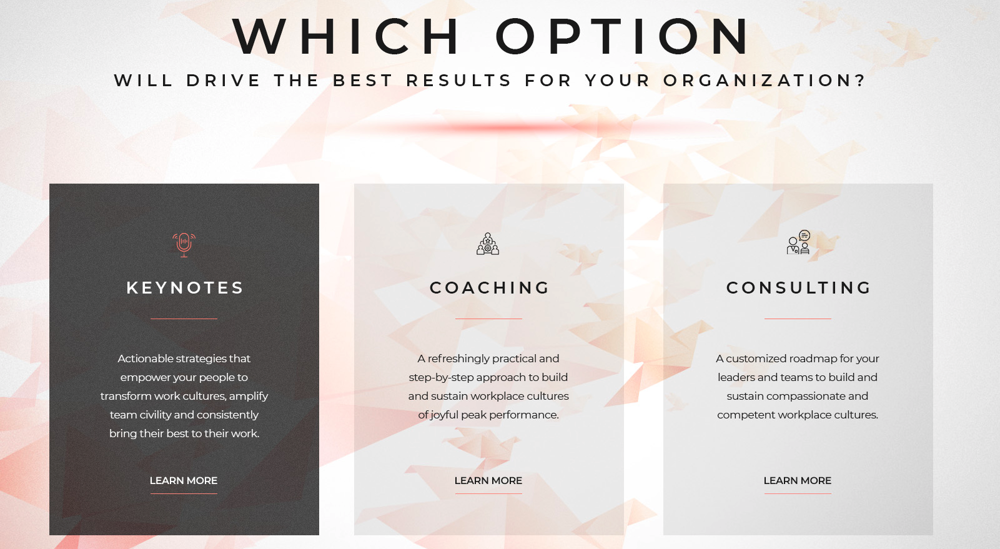 WHICH OPTION
WILL DRIVE THE BEST RESULTS FOR YOUR ORGANIZATION?
KEYNOTES
Actionable strategies that
empower your people to
transform work cultures, amplify
team civility and consistently
bring their best to their work.
LEARN MORE
COACHING
A refreshingly practical and
step-by-step approach to build
and sustain workplace cultures
of joyful peak performance.
LEARN MORE
CONSULTING
A customized roadmap for your
leaders and teams to build and
sustain compassionate and
competent workplace cultures.
LEARN MORE